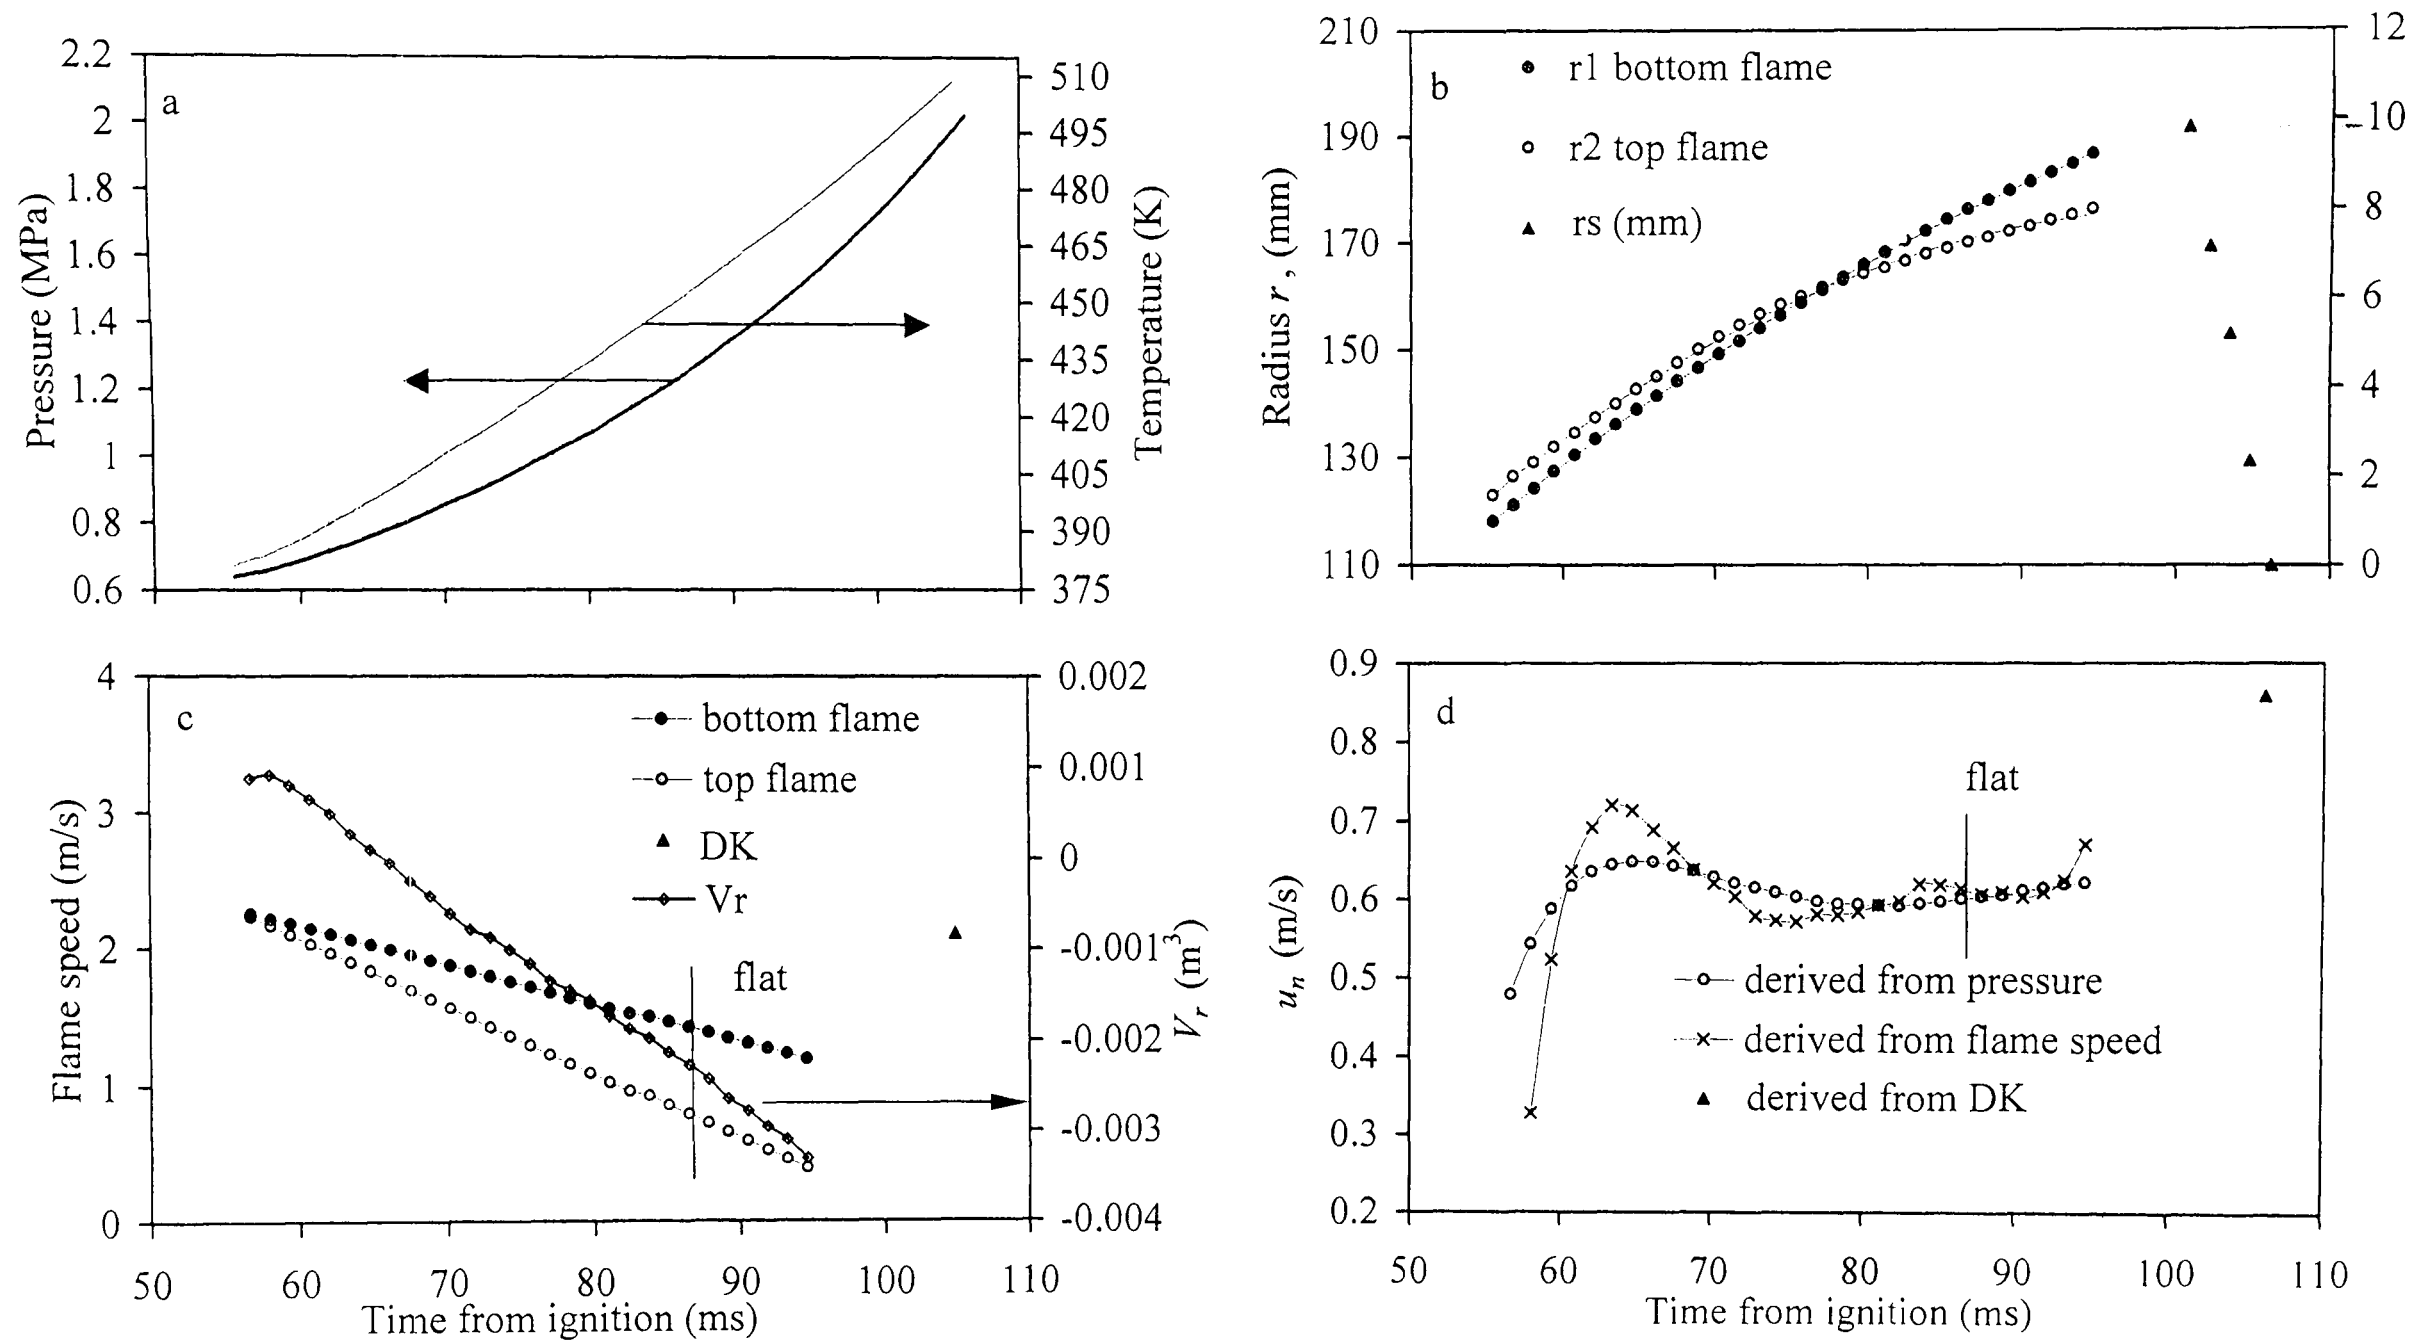 2.2
2
1.8
1.6
1.4
1.2
1
0.8
0.6
Pressure (MPa)
a
510
495
480
465
450
435
420
405
390
375
Temperature (K)
210
190
170
150
130
110
Radius r, (mm)
b
r1 bottom flame
r2 top flame
rs (mm)
12
10
8
6
4
2
0
4
3
2
1
0
Flame speed (m/s)
c
bottom flame
top flame
DK
Vr
flat
0.002
0.001
0
-0.001
-0.002
-0.003
-0.004
Vr (m³)
50 60 70 80 90 100 110
Time from ignition (ms)
0.9
0.8
0.7
0.6
0.5
0.4
0.3
0.2
un (m/s)
d
flat
derived from pressure
derived from flame speed
derived from DK
50 60 70 80 90 100 110
Time from ignition (ms)